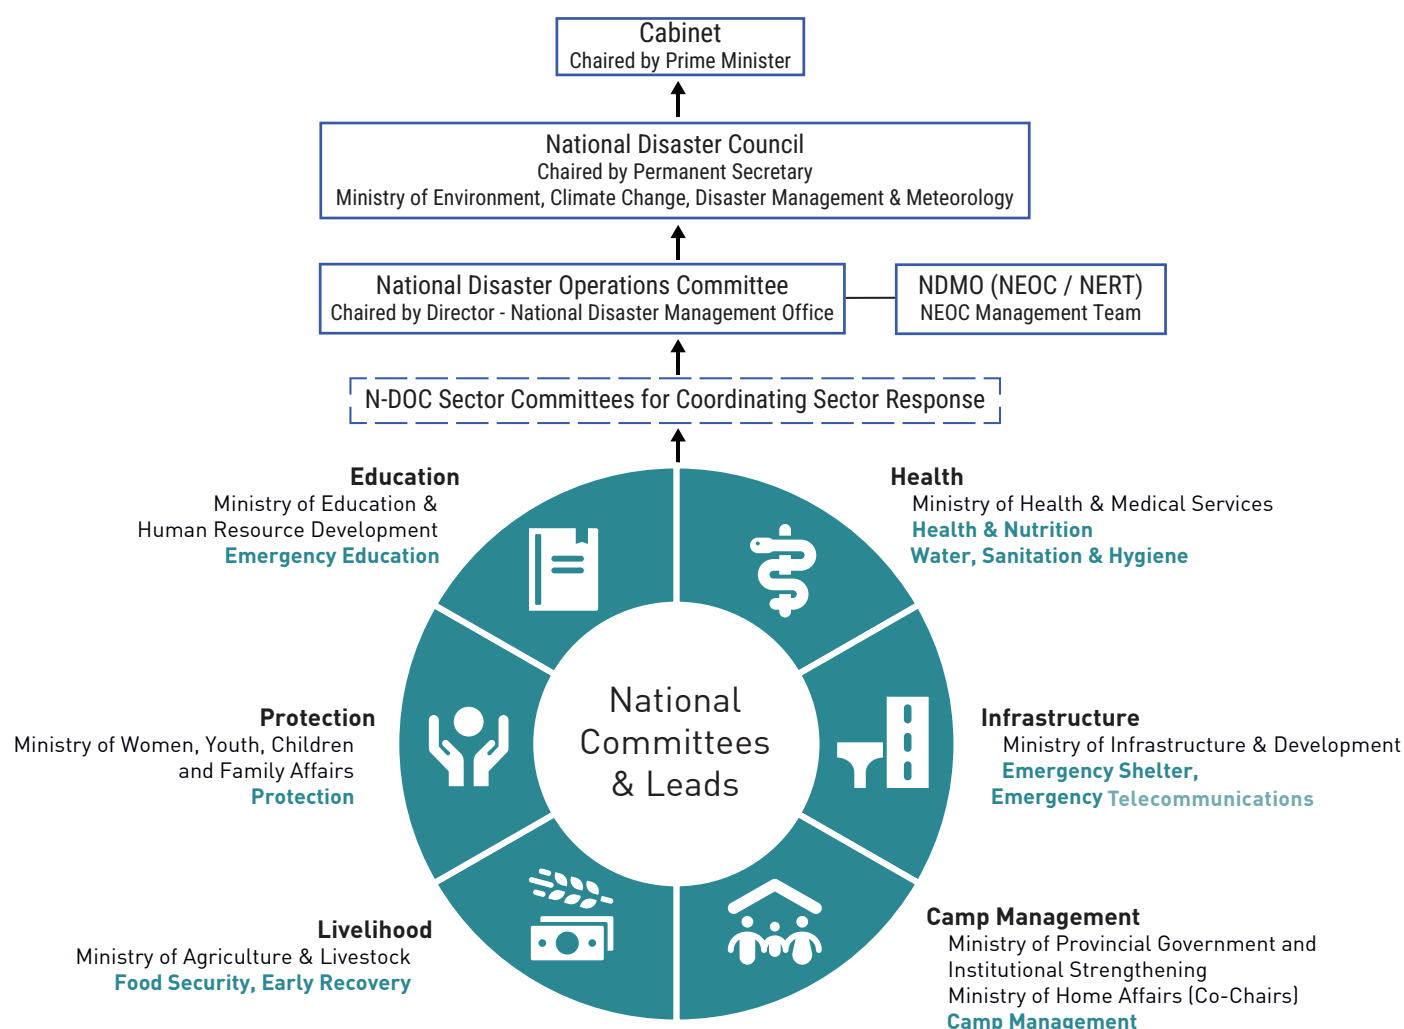 Cabinet
Chaired by Prime Minister
National Disaster Council
Chaired by Permanent Secretary
Ministry of Environment, Climate Change, Disaster Management & Meteorology
National Disaster Operations Committee
Chaired by Director - National Disaster Management Office
NDMO (NEOC / NERT)
NEOC Management Team
N-DOC Sector Committees for Coordinating Sector Response
Education
Ministry of Education &
Human Resource Development
Emergency Education
Health
Ministry of Health & Medical Services
Health & Nutrition
Water, Sanitation & Hygiene
National
Committees
& Leads
Protection
Ministry of Women, Youth, Children
and Family Affairs
Protection
Infrastructure
Ministry of Infrastructure & Development
Emergency Shelter,
Emergency Telecommunications
Livelihood
Ministry of Agriculture & Livestock
Food Security, Early Recovery
Camp Management
Ministry of Provincial Government and
Institutional Strengthening
Ministry of Home Affairs (Co-Chairs)
Camp Management